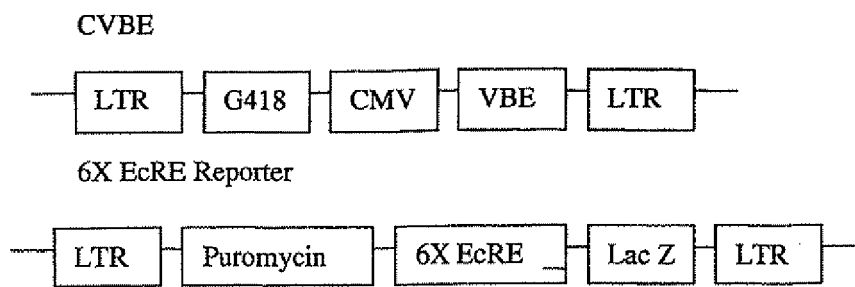 CVBE
LTR G418 CMV VBE LTR
6X EcRE Reporter
LTR Puromycin 6X EcRE Lac Z LTR